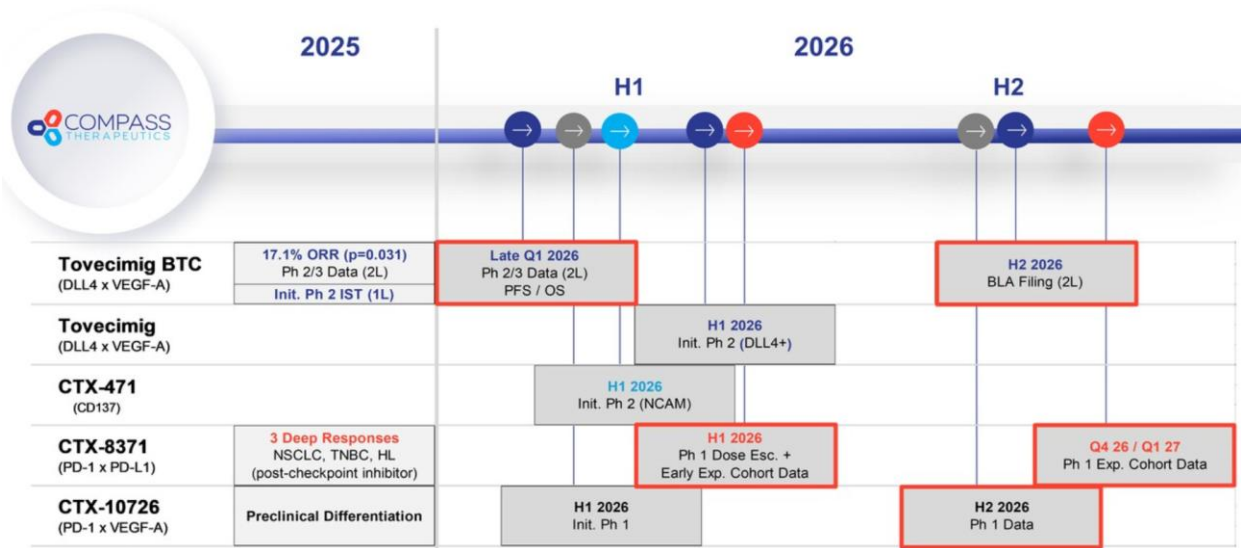 2025
2026
H1
H2
COMPASS
THERAPEUTICS
Tovecimig BTC
(DLL4 x VEGF-A)
17.1% ORR (p=0.031)
Ph 2/3 Data (2L)
Init. Ph 2 IST (1L)
Late Q1 2026
Ph 2/3 Data (2L)
PFS / OS
H2 2026
BLA Filing (2L)
Tovecimig
(DLL4 x VEGF-A)
H1 2026
Init. Ph 2 (DLL4+)
CTX-471
(CD137)
H1 2026
Init. Ph 2 (NCAM)
CTX-8371
(PD-1 x PD-L1)
3 Deep Responses
NSCLC, TNBC, HL
(post-checkpoint inhibitor)
H1 2026
Ph 1 Dose Esc. +
Early Exp. Cohort Data
Q4 26 / Q1 27
Ph 1 Exp. Cohort Data
CTX-10726
(PD-1 x VEGF-A)
Preclinical Differentiation
H1 2026
Init. Ph 1
H2 2026
Ph 1 Data